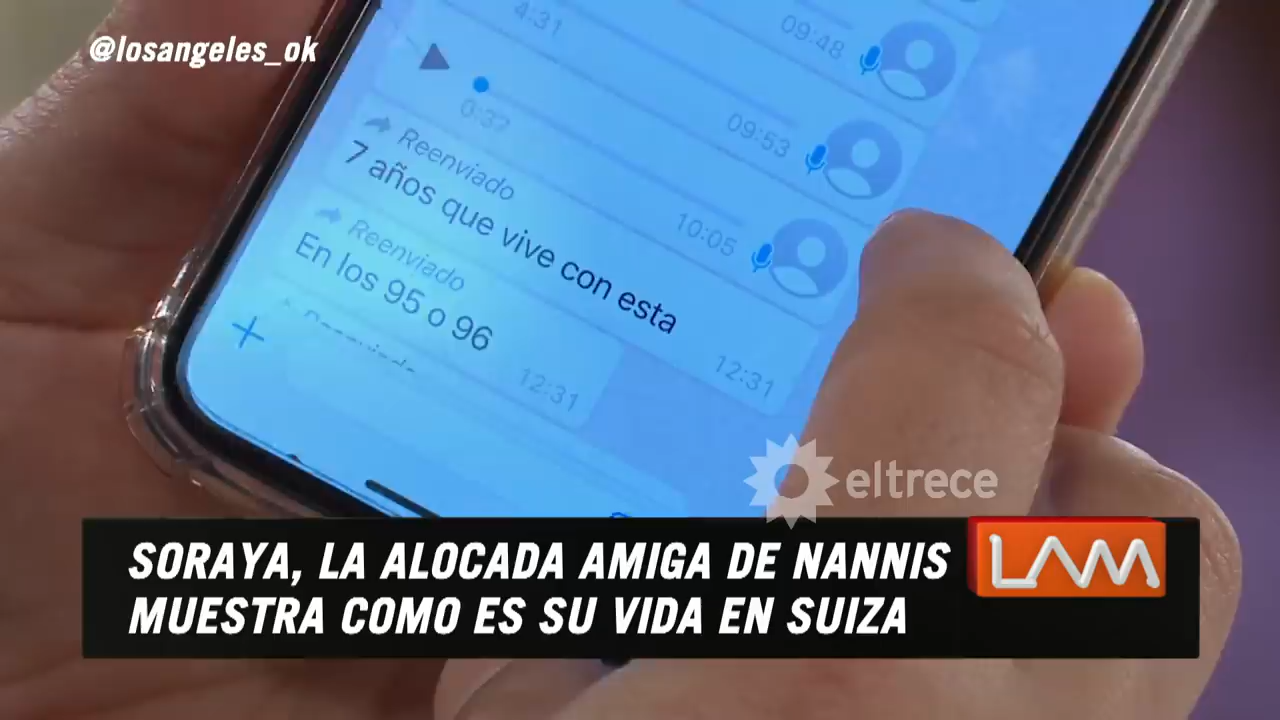 @losangeles_ok
4:31
09:48
0:37
09:53
Reenviado
10:05
7 años que vive con esta
12:31
Reenviado
En los 95 o 96
12:31
eltrece
SORAYA, LA ALOCADA AMIGA DE NANNIS
MUESTRA COMO ES SU VIDA EN SUIZA
LAM